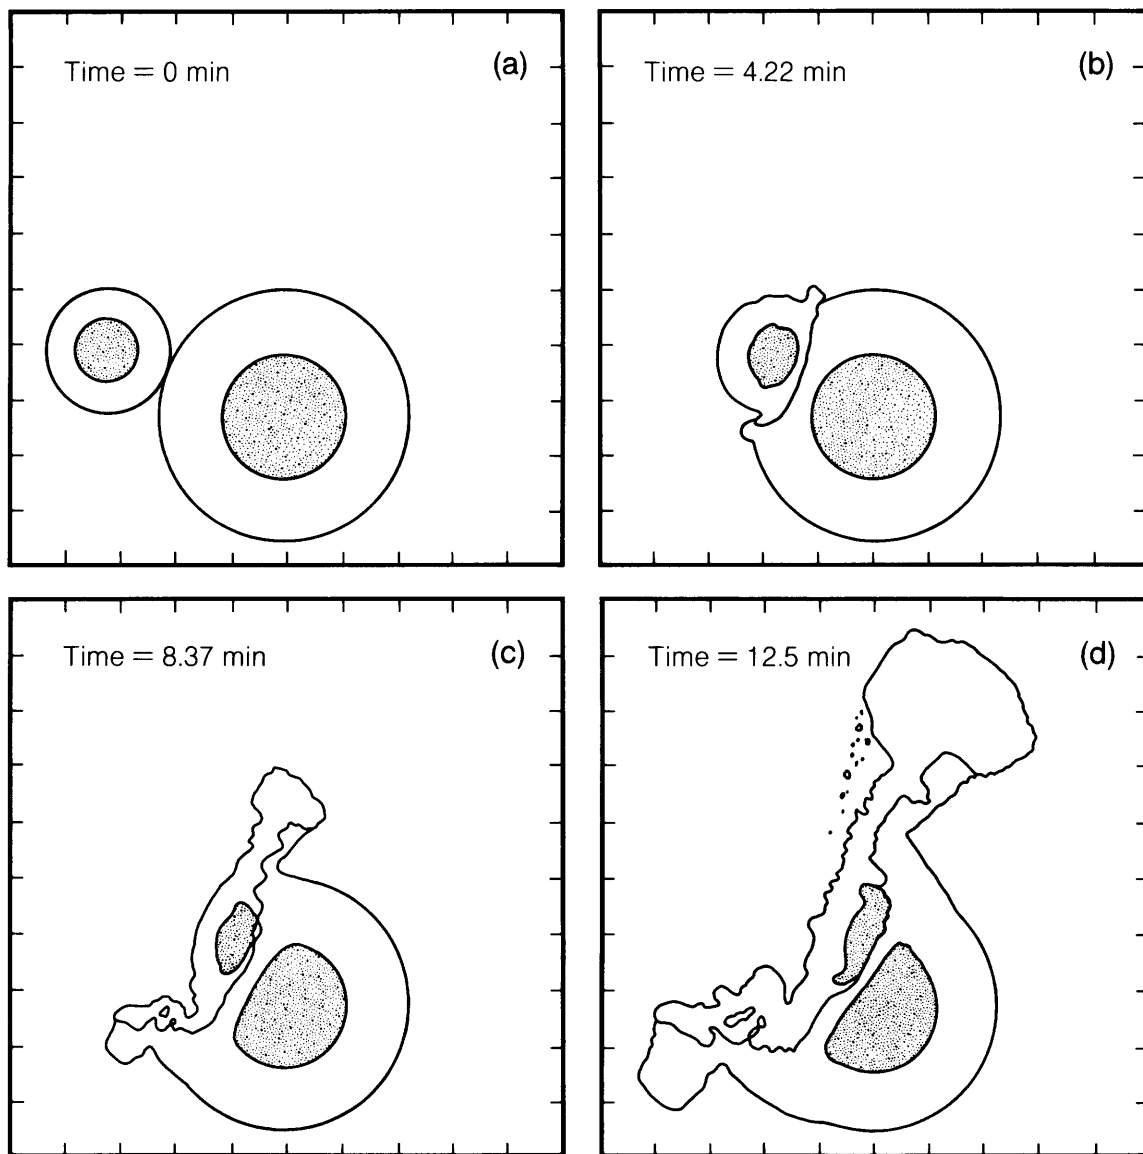 Time = 0 min (a)
Time = 4.22 min (b)
Time = 8.37 min (c)
Time = 12.5 min (d)